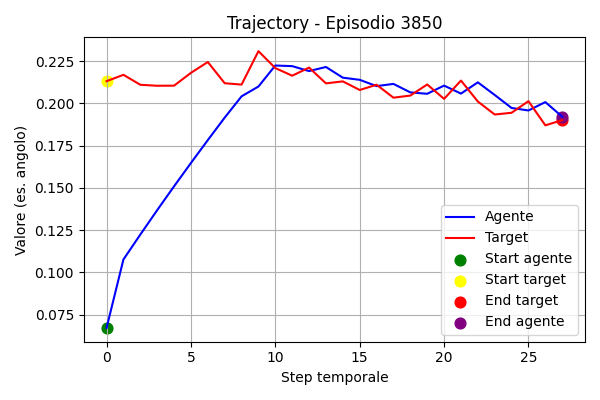 Trajectory - Episodio 3850
Valore (es. angolo)
0.225
0.200
0.175
0.150
0.125
0.100
0.075
0
5
10
15
20
25
Step temporale
Agente
Target
Start agente
Start target
End target
End agente